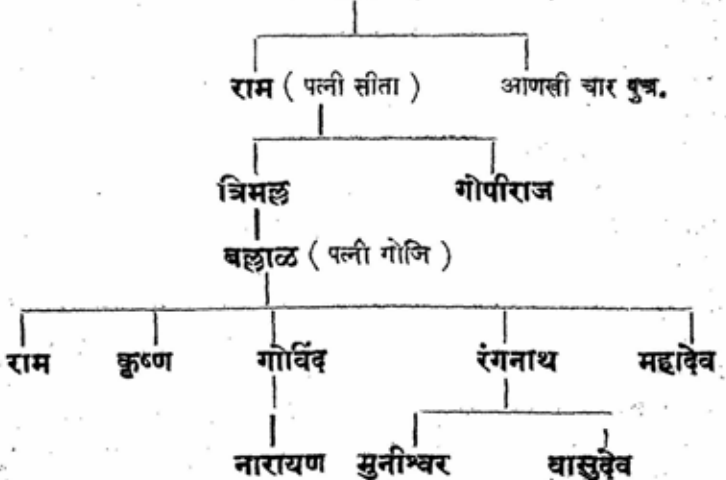 राम ( पत्नी सीता ) आणखी चार पुत्र.
त्रिमल्ल गोपीराज
बल्लाळ ( पत्नी गोजि )
राम कृष्ण गोविंद रंगनाथ महादेव
नारायण मुनीश्वर वासुदेव